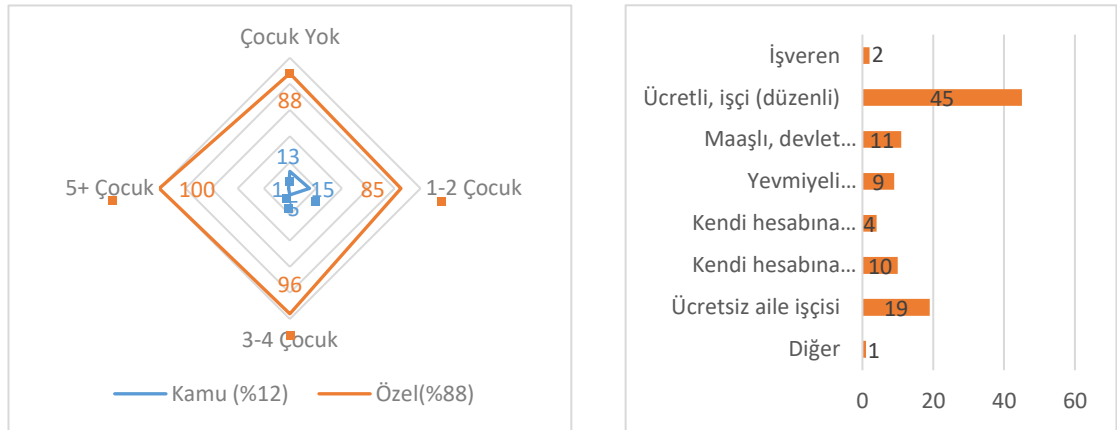 Çocuk Yok
88
13
5+ Çocuk
100
1
15
85
1-2 Çocuk
5
96
3-4 Çocuk
Kamu (%12)
Özel(%88)
İşveren
2
Ücretli, işçi (düzenli)
45
Maaşlı, devlet...
11
Yevmiyeli...
9
Kendi hesabına...
4
Kendi hesabına...
10
Ücretsiz aile işçisi
19
Diğer
1
0 20 40 60